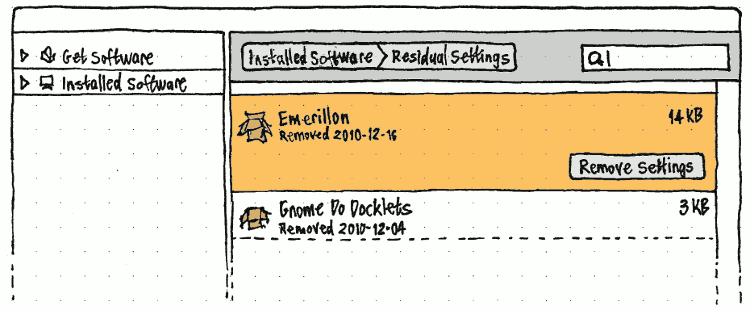 Get Software
Installed Software
Installed Software Residual Settings
Emerillon 14 KB
Removed 2010-12-16
Remove Settings
Gnome Do Docklets 3 KB
Removed 2010-12-04